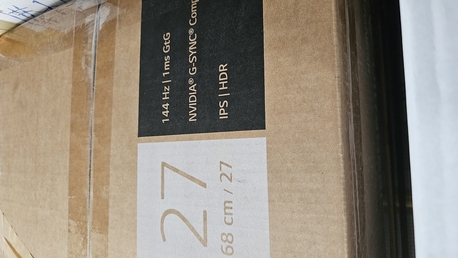 144 Hz | 1ms GtG
NVIDIA® G-SYNC® Comp
IPS | HDR
27
68 cm / 27